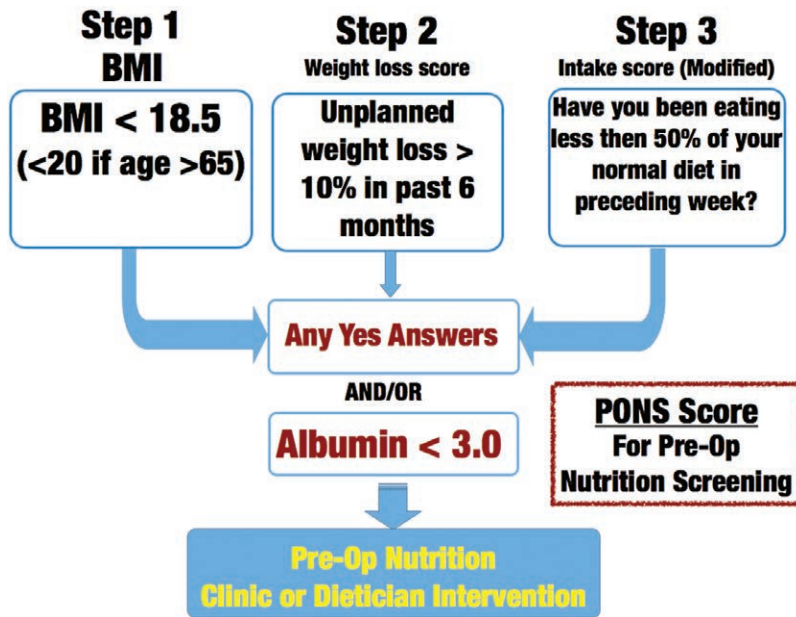 Step 1
BMI
BMI < 18.5
(<20 if age >65)
Step 2
Weight loss score
Unplanned
weight loss >
10% in past 6
months
Step 3
Intake score (Modified)
Have you been eating
less then 50% of your
normal diet in
preceding week?
Any Yes Answers
AND/OR
Albumin < 3.0
PONS Score
For Pre-Op
Nutrition Screening
Pre-Op Nutrition
Clinic or Dietician Intervention